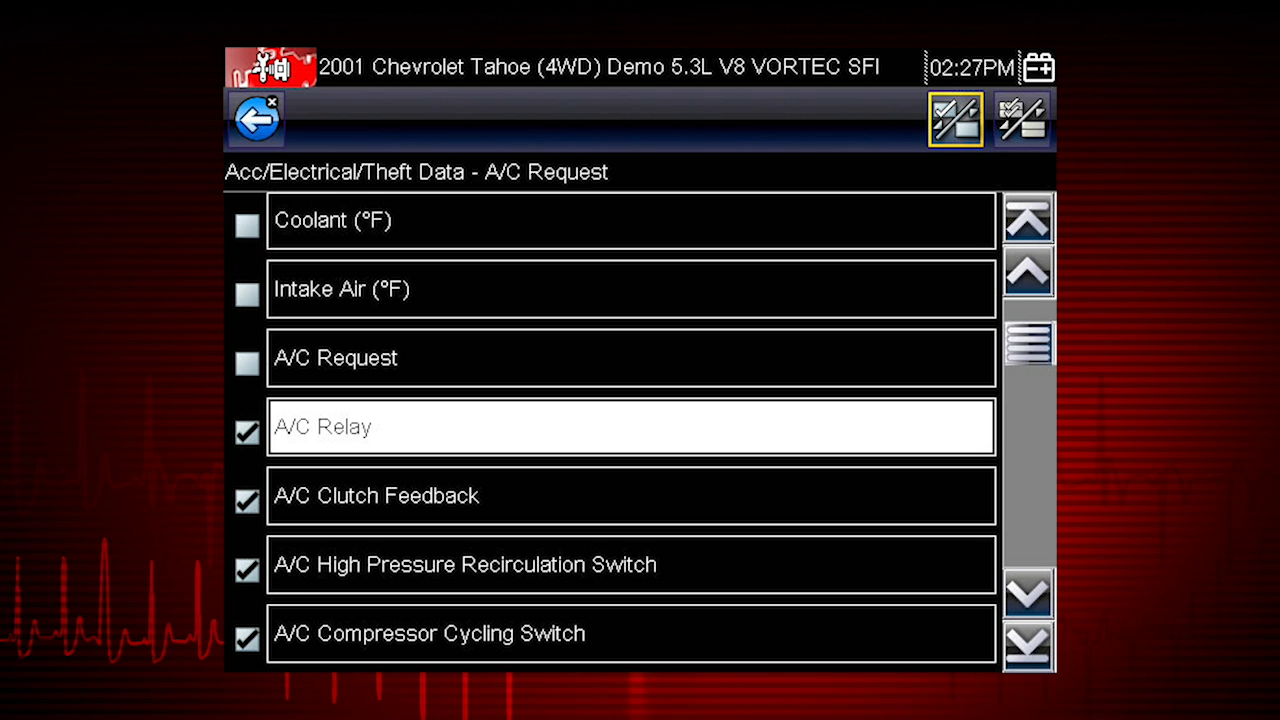 2001 Chevrolet Tahoe (4WD) Demo 5.3L V8 VORTEC SFI 02:27PM
Acc/Electrical/Theft Data - A/C Request
Coolant (°F)
Intake Air (°F)
A/C Request
A/C Relay
A/C Clutch Feedback
A/C High Pressure Recirculation Switch
A/C Compressor Cycling Switch